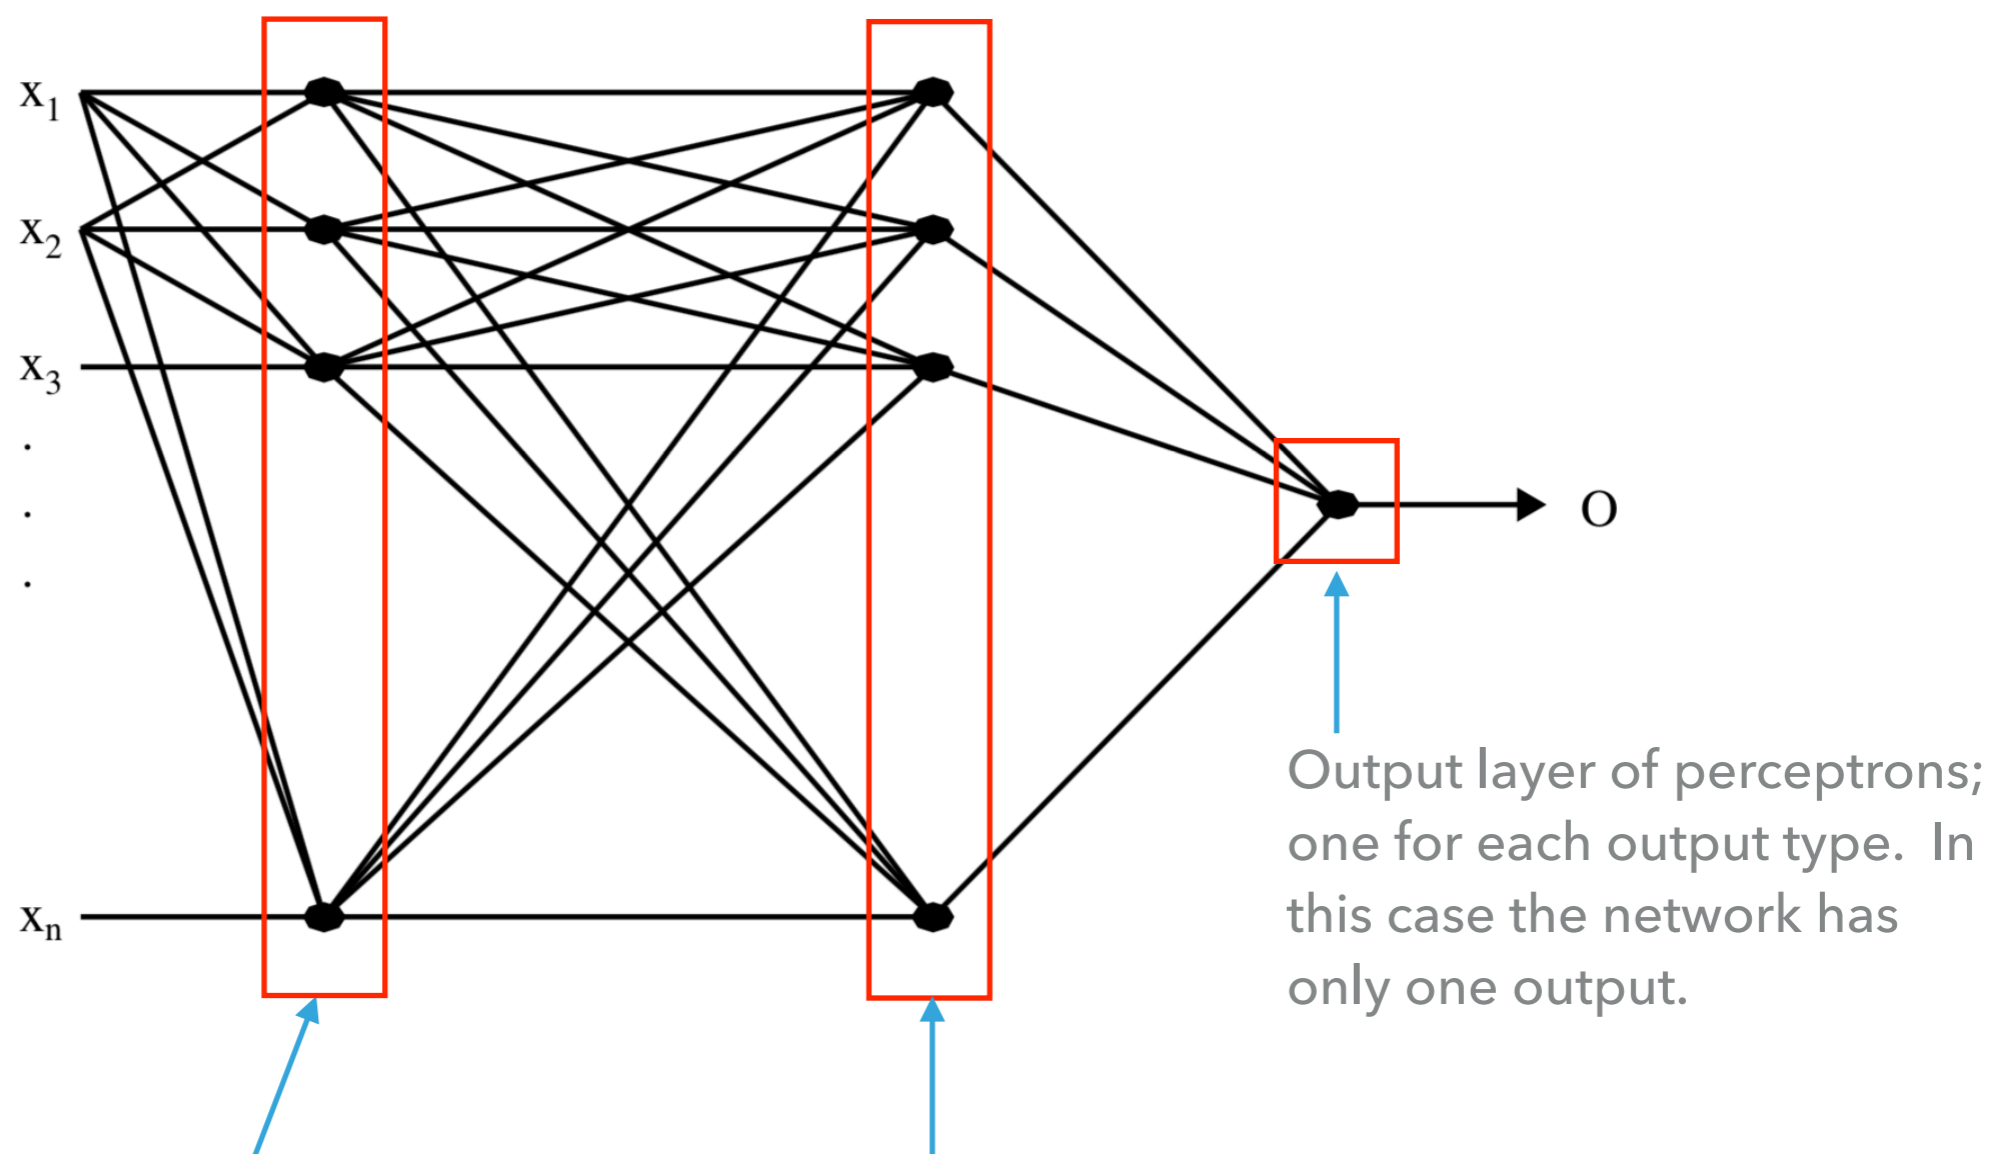 x1
x2
x3
.
.
.
xn
O
Output layer of perceptrons;
one for each output type.  In
this case the network has
only one output.